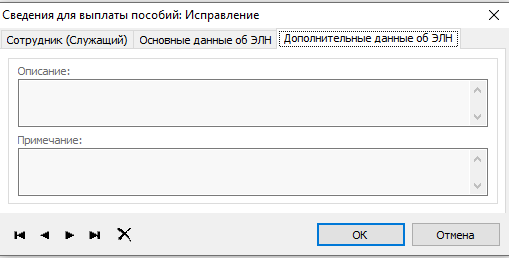 Сведения для выплаты пособий: Исправление
Сотрудник (Служащий) Основные данные об ЭЛН Дополнительные данные об ЭЛН
Описание:
Примечание:
ОК Отмена